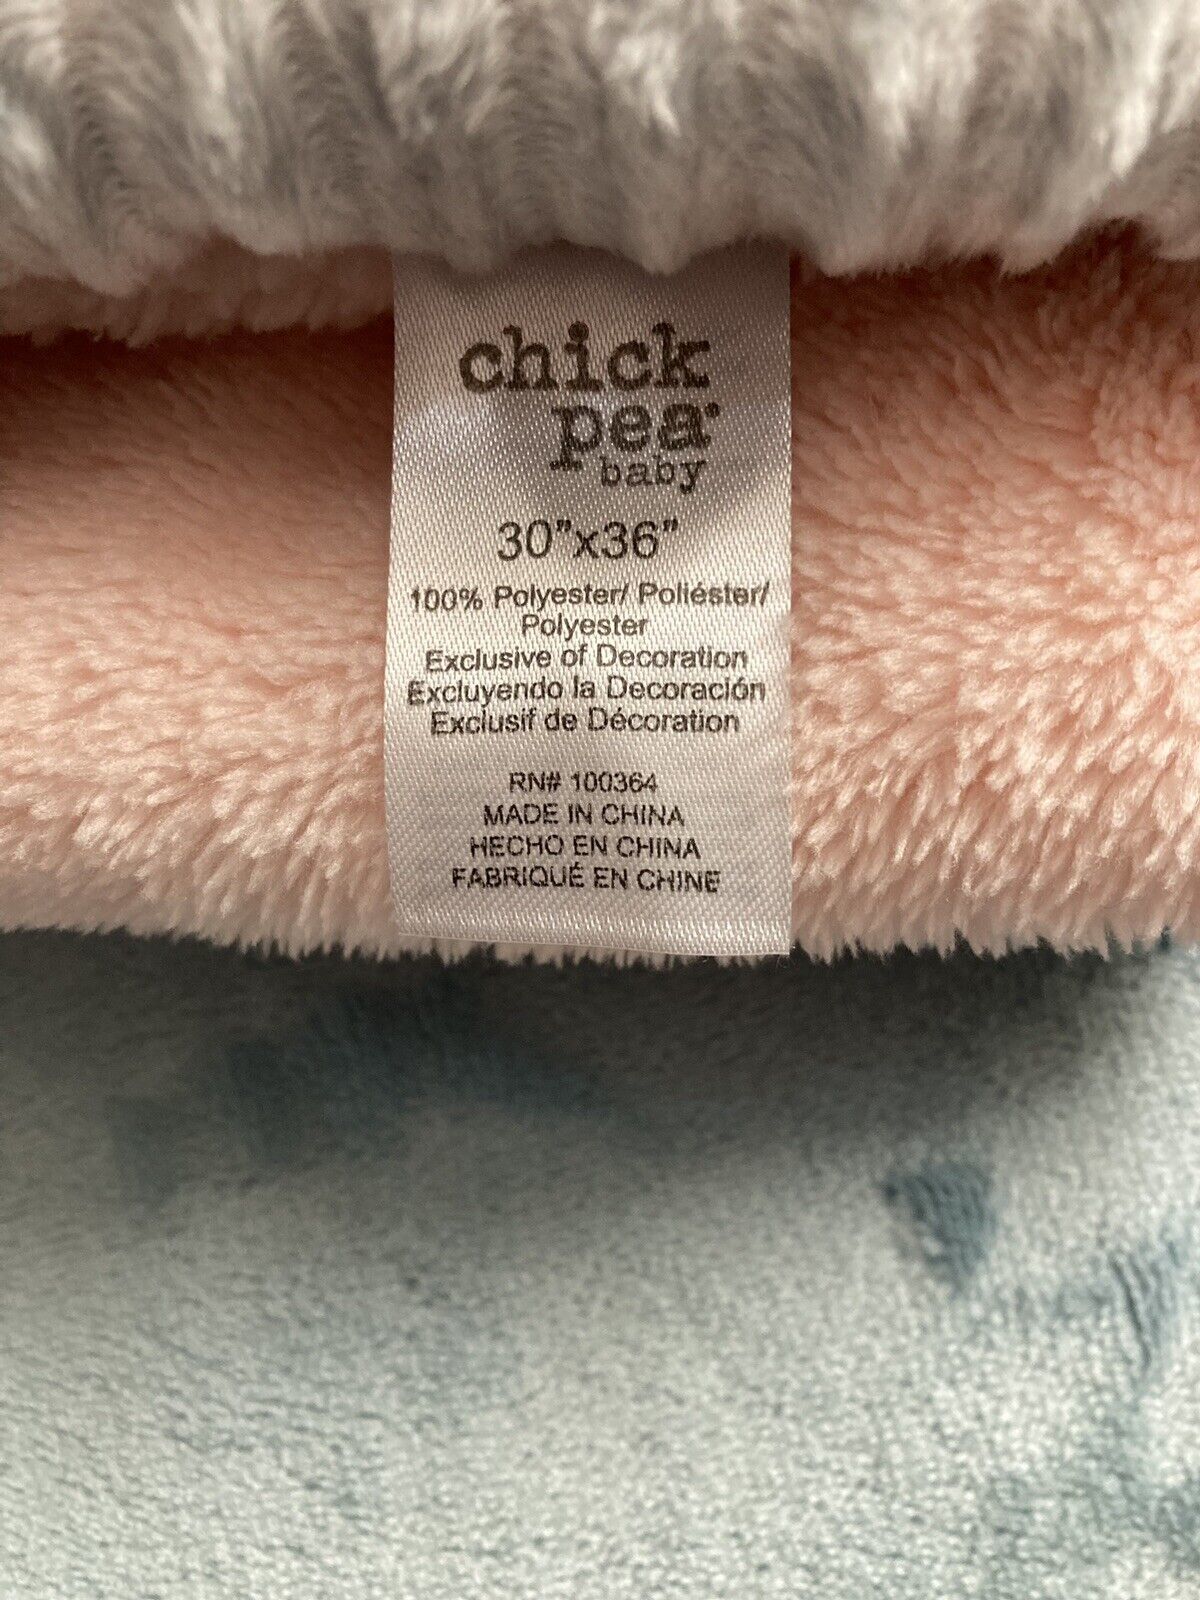 chick
pea
baby
30"x36"
100% Polyester/ Poliéster/
Polyester
Exclusive of Decoration
Excluyendo la Decoración
Exclusif de Décoration
RN# 100364
MADE IN CHINA
HECHO EN CHINA
FABRIQUÉ EN CHINE